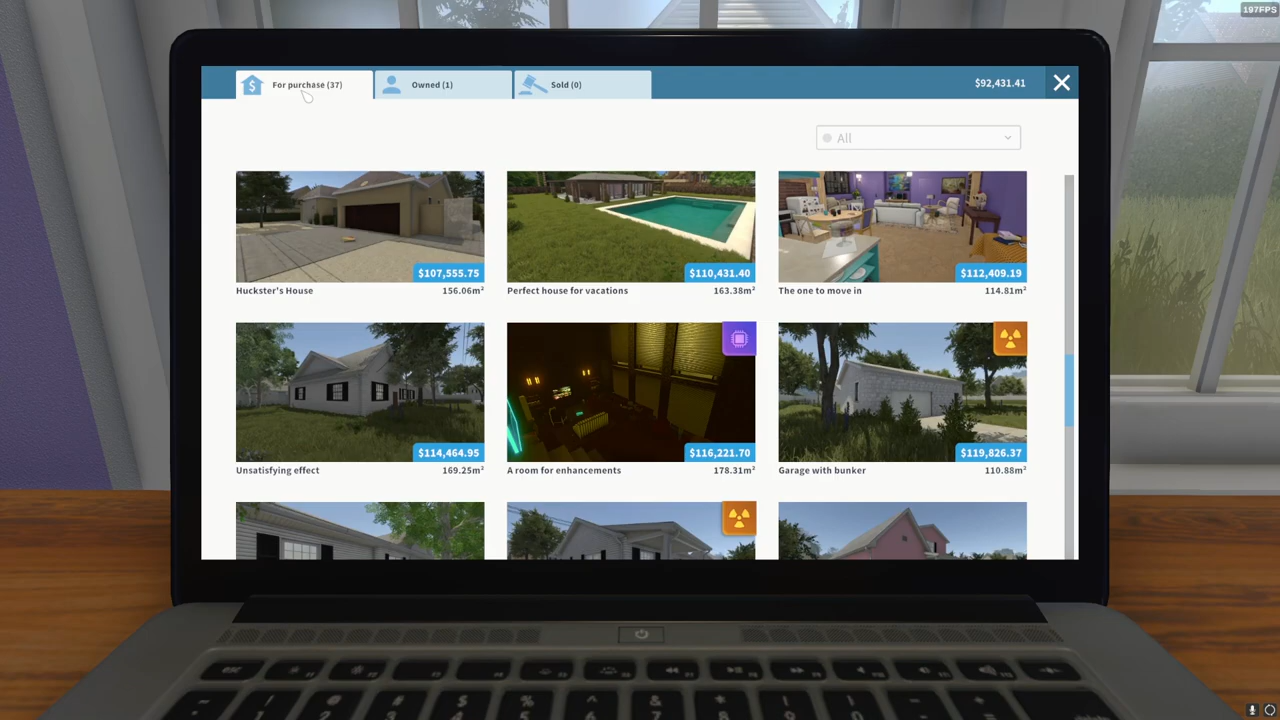 197FPS
For purchase (37)
Owned (1)
Sold (0)
$92,431.41
All
$107,555.75
Huckster's House 156.06m²
$110,431.40
Perfect house for vacations 163.38m²
$112,409.19
The one to move in 114.81m²
$114,464.95
Unsatisfying effect 169.25m²
$116,221.70
A room for enhancements 178.31m²
$119,826.37
Garage with bunker 110.88m²
esc